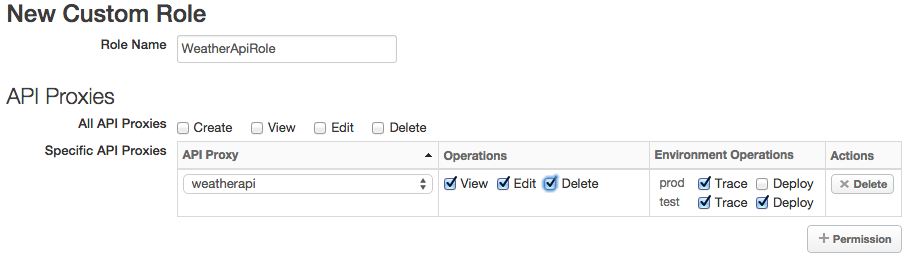 New Custom Role
Role Name WeatherApiRole
API Proxies
All API Proxies Create View Edit Delete
Specific API Proxies API Proxy Operations Environment Operations Actions
weatherapi View Edit Delete prod Trace Deploy Delete
test Trace Deploy
+ Permission